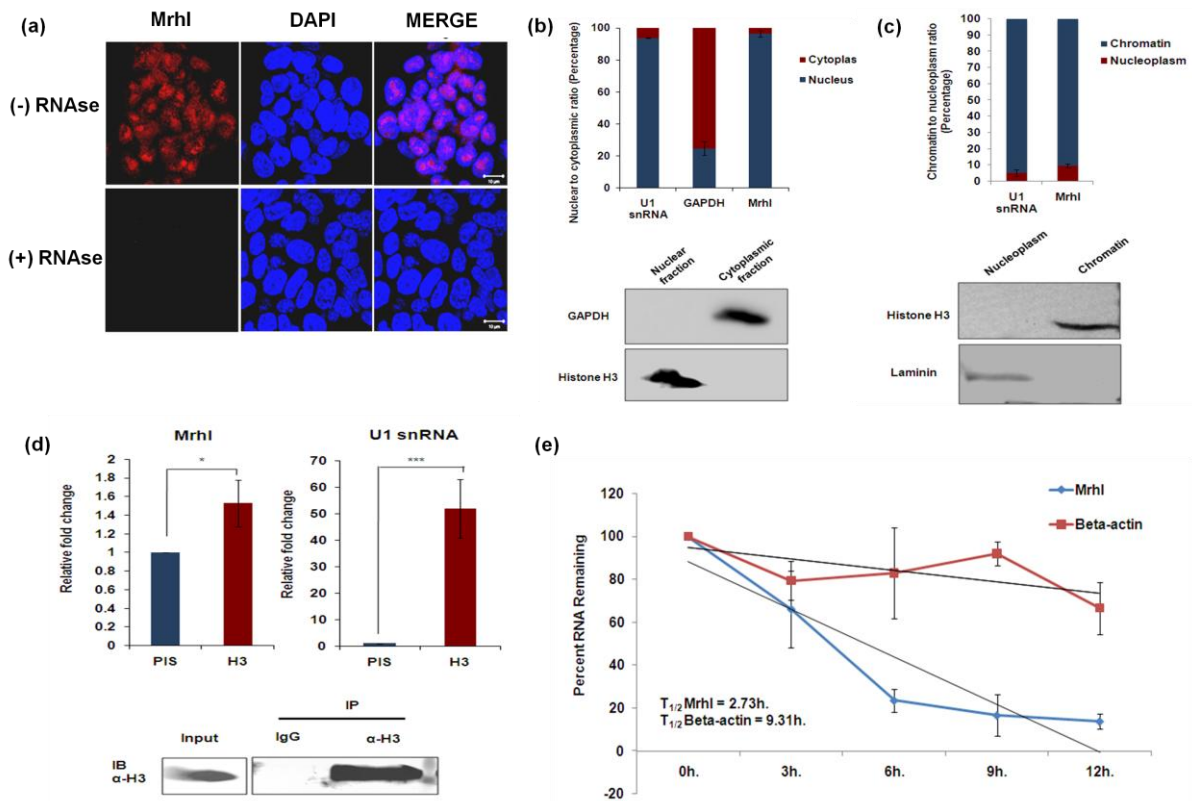 (a)
Mrhl DAPI MERGE
(-) RNAse
10 µm
(+) RNAse
10 µm
(b)
Nuclear to cytoplasmic ratio (Percentage)
100
80
60
40
20
0
Cytoplas
Nucleus
U1 snRNA
GAPDH
Mrhl
Nuclear fraction
Cytoplasmic fraction
GAPDH
Histone H3
(c)
Chromatin to nucleoplasm ratio (Percentage)
100
90
80
70
60
50
40
30
20
10
0
Chromatin
Nucleoplasm
U1 snRNA
Mrhl
Nucleoplasm
Chromatin
Histone H3
Laminin
(d)
Mrhl
Relative fold change
2
1.8
1.6
1.4
1.2
1
0.8
0.6
0.4
0.2
0
*
PIS H3
U1 snRNA
Relative fold change
70
60
50
40
30
20
10
0
***
PIS H3
IP
Input IgG α-H3
IB
α-H3
(e)
Percent RNA Remaining
120
100
80
60
40
20
0
-20
Mrhl
Beta-actin
T1/2 Mrhl = 2.73h.
T1/2 Beta-actin = 9.31h.
0h. 3h. 6h. 9h. 12h.